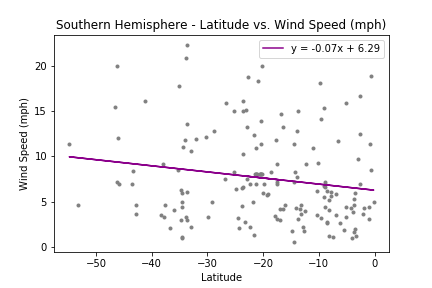 Southern Hemisphere - Latitude vs. Wind Speed (mph)
y = -0.07x + 6.29
20
15
10
5
0
Wind Speed (mph)
−50 −40 −30 −20 −10 0
Latitude